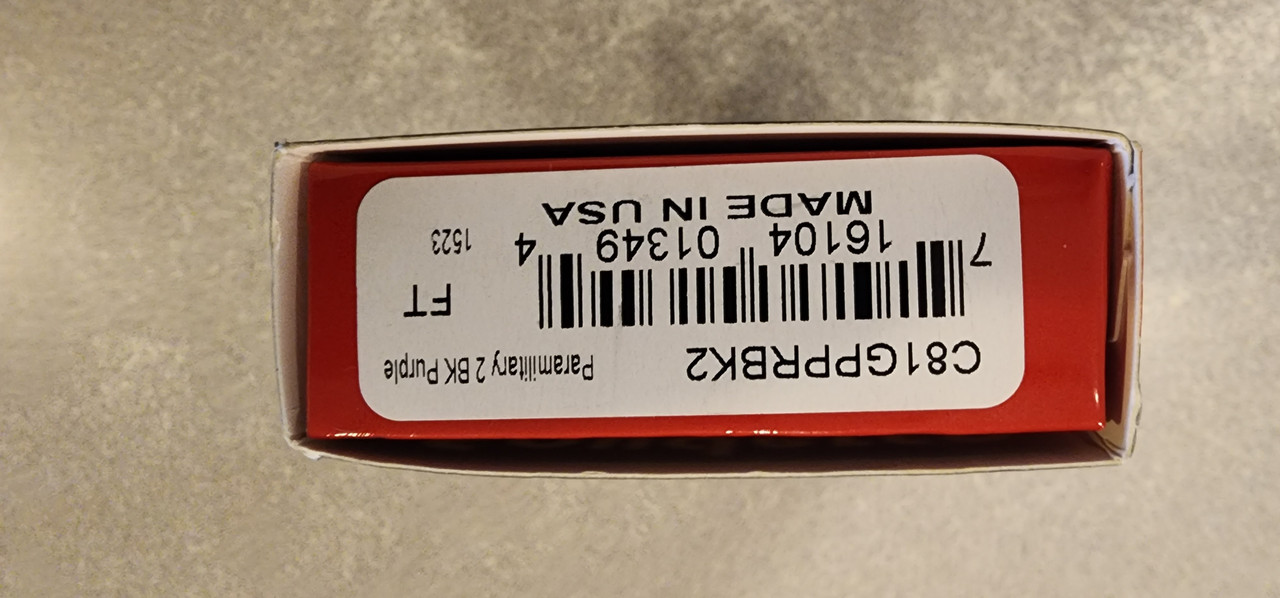 C81GPPRBK2 Paramilitary 2 BK Purple
FT
7 16104 01349 4
1523
MADE IN USA